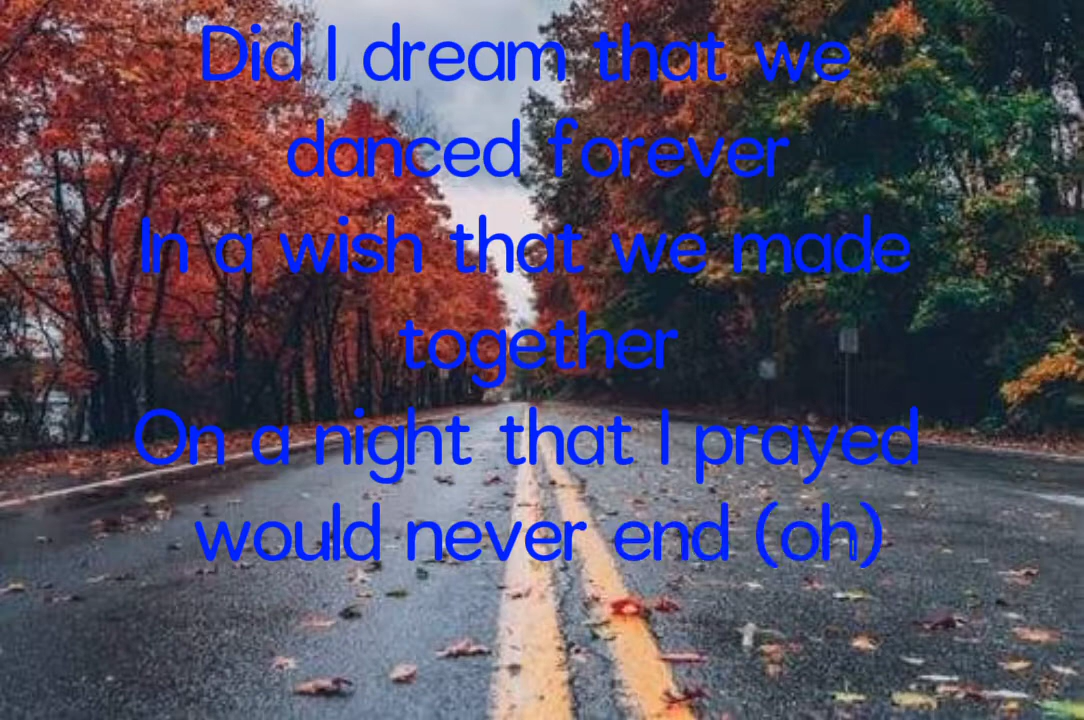 Did I dream that we
danced forever
In a wish that we made
together
On a night that I prayed
would never end (oh)